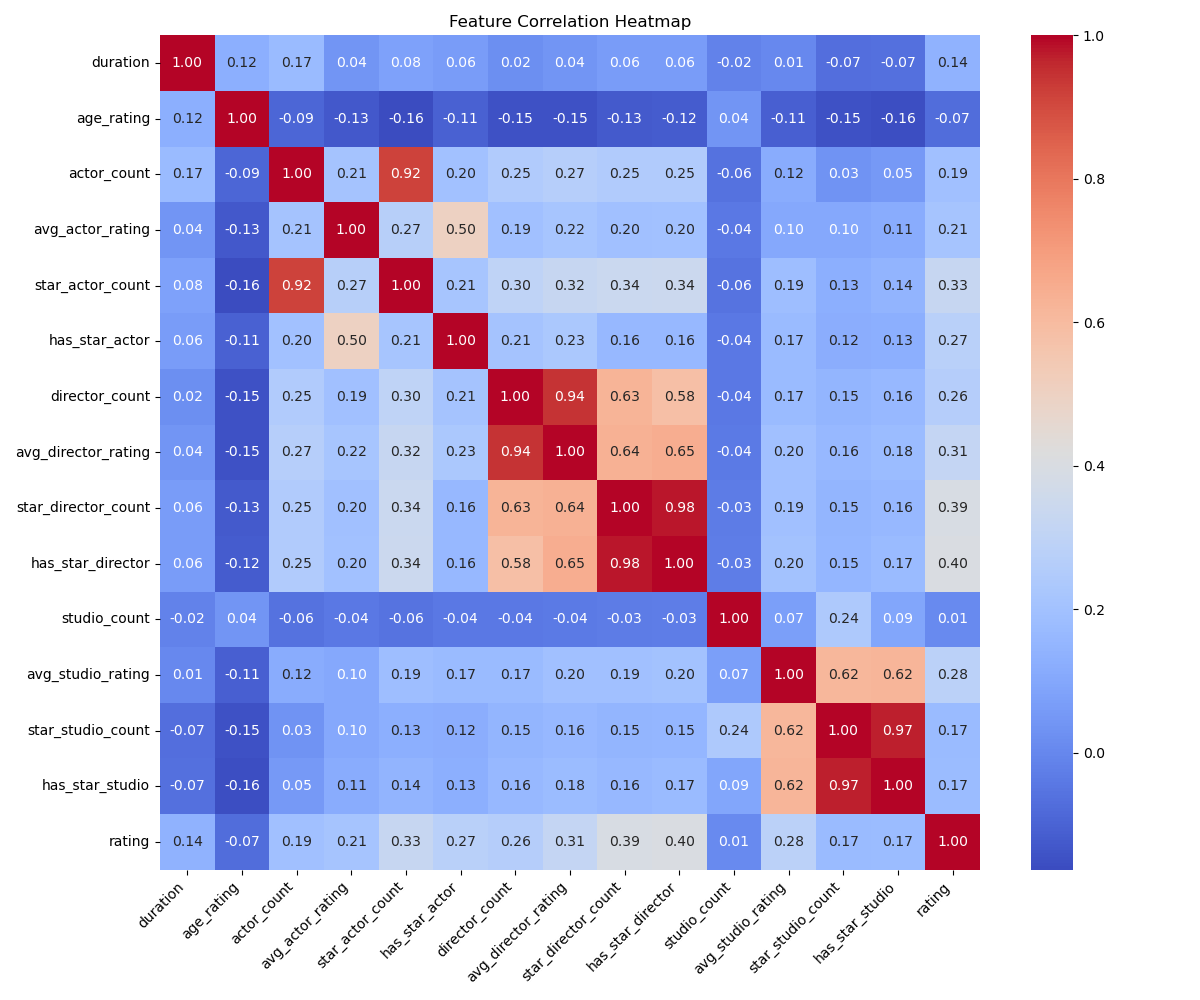 Feature Correlation Heatmap
duration 1.00 0.12 0.17 0.04 0.08 0.06 0.02 0.04 0.06 0.06 -0.02 0.01 -0.07 -0.07 0.14
age_rating 0.12 1.00 -0.09 -0.13 -0.16 -0.11 -0.15 -0.15 -0.13 -0.12 0.04 -0.11 -0.15 -0.16 -0.07
actor_count 0.17 -0.09 1.00 0.21 0.92 0.20 0.25 0.27 0.25 0.25 -0.06 0.12 0.03 0.05 0.19
avg_actor_rating 0.04 -0.13 0.21 1.00 0.27 0.50 0.19 0.22 0.20 0.20 -0.04 0.10 0.10 0.11 0.21
star_actor_count 0.08 -0.16 0.92 0.27 1.00 0.21 0.30 0.32 0.34 0.34 -0.06 0.19 0.13 0.14 0.33
has_star_actor 0.06 -0.11 0.20 0.50 0.21 1.00 0.21 0.23 0.16 0.16 -0.04 0.17 0.12 0.13 0.27
director_count 0.02 -0.15 0.25 0.19 0.30 0.21 1.00 0.94 0.63 0.58 -0.04 0.17 0.15 0.16 0.26
avg_director_rating 0.04 -0.15 0.27 0.22 0.32 0.23 0.94 1.00 0.64 0.65 -0.04 0.20 0.16 0.18 0.31
star_director_count 0.06 -0.13 0.25 0.20 0.34 0.16 0.63 0.64 1.00 0.98 -0.03 0.19 0.15 0.16 0.39
has_star_director 0.06 -0.12 0.25 0.20 0.34 0.16 0.58 0.65 0.98 1.00 -0.03 0.20 0.15 0.17 0.40
studio_count -0.02 0.04 -0.06 -0.04 -0.06 -0.04 -0.04 -0.04 -0.03 -0.03 1.00 0.07 0.24 0.09 0.01
avg_studio_rating 0.01 -0.11 0.12 0.10 0.19 0.17 0.17 0.20 0.19 0.20 0.07 1.00 0.62 0.62 0.28
star_studio_count -0.07 -0.15 0.03 0.10 0.13 0.12 0.15 0.16 0.15 0.15 0.24 0.62 1.00 0.97 0.17
has_star_studio -0.07 -0.16 0.05 0.11 0.14 0.13 0.16 0.18 0.16 0.17 0.09 0.62 0.97 1.00 0.17
rating 0.14 -0.07 0.19 0.21 0.33 0.27 0.26 0.31 0.39 0.40 0.01 0.28 0.17 0.17 1.00
duration
age_rating
actor_count
avg_actor_rating
star_actor_count
has_star_actor
director_count
avg_director_rating
star_director_count
has_star_director
studio_count
avg_studio_rating
star_studio_count
has_star_studio
rating
1.0
0.8
0.6
0.4
0.2
0.0